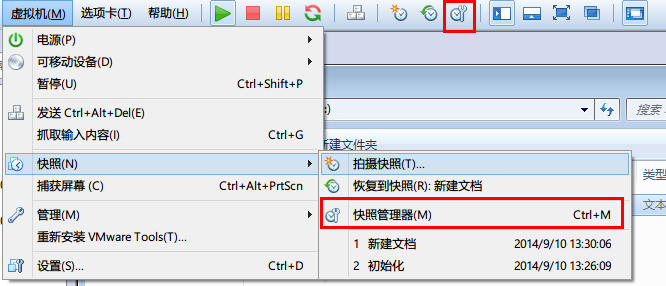 虚拟机(M) 选项卡(T) 帮助(H)
电源(P)
可移动设备(D)
暂停(U) Ctrl+Shift+P
发送 Ctrl+Alt+Del(E)
抓取输入内容(I) Ctrl+G
搜索
新建文件夹
快照(N)
拍摄快照(T)...
类型
捕获屏幕 (C) Ctrl+Alt+PrtScn
恢复到快照(R): 新建文档
文本
管理(M)
快照管理器(M) Ctrl+M
重新安装 VMware Tools(T)...
1 新建文档 2014/9/10 13:30:06
设置(S)... Ctrl+D
2 初始化 2014/9/10 13:26:09